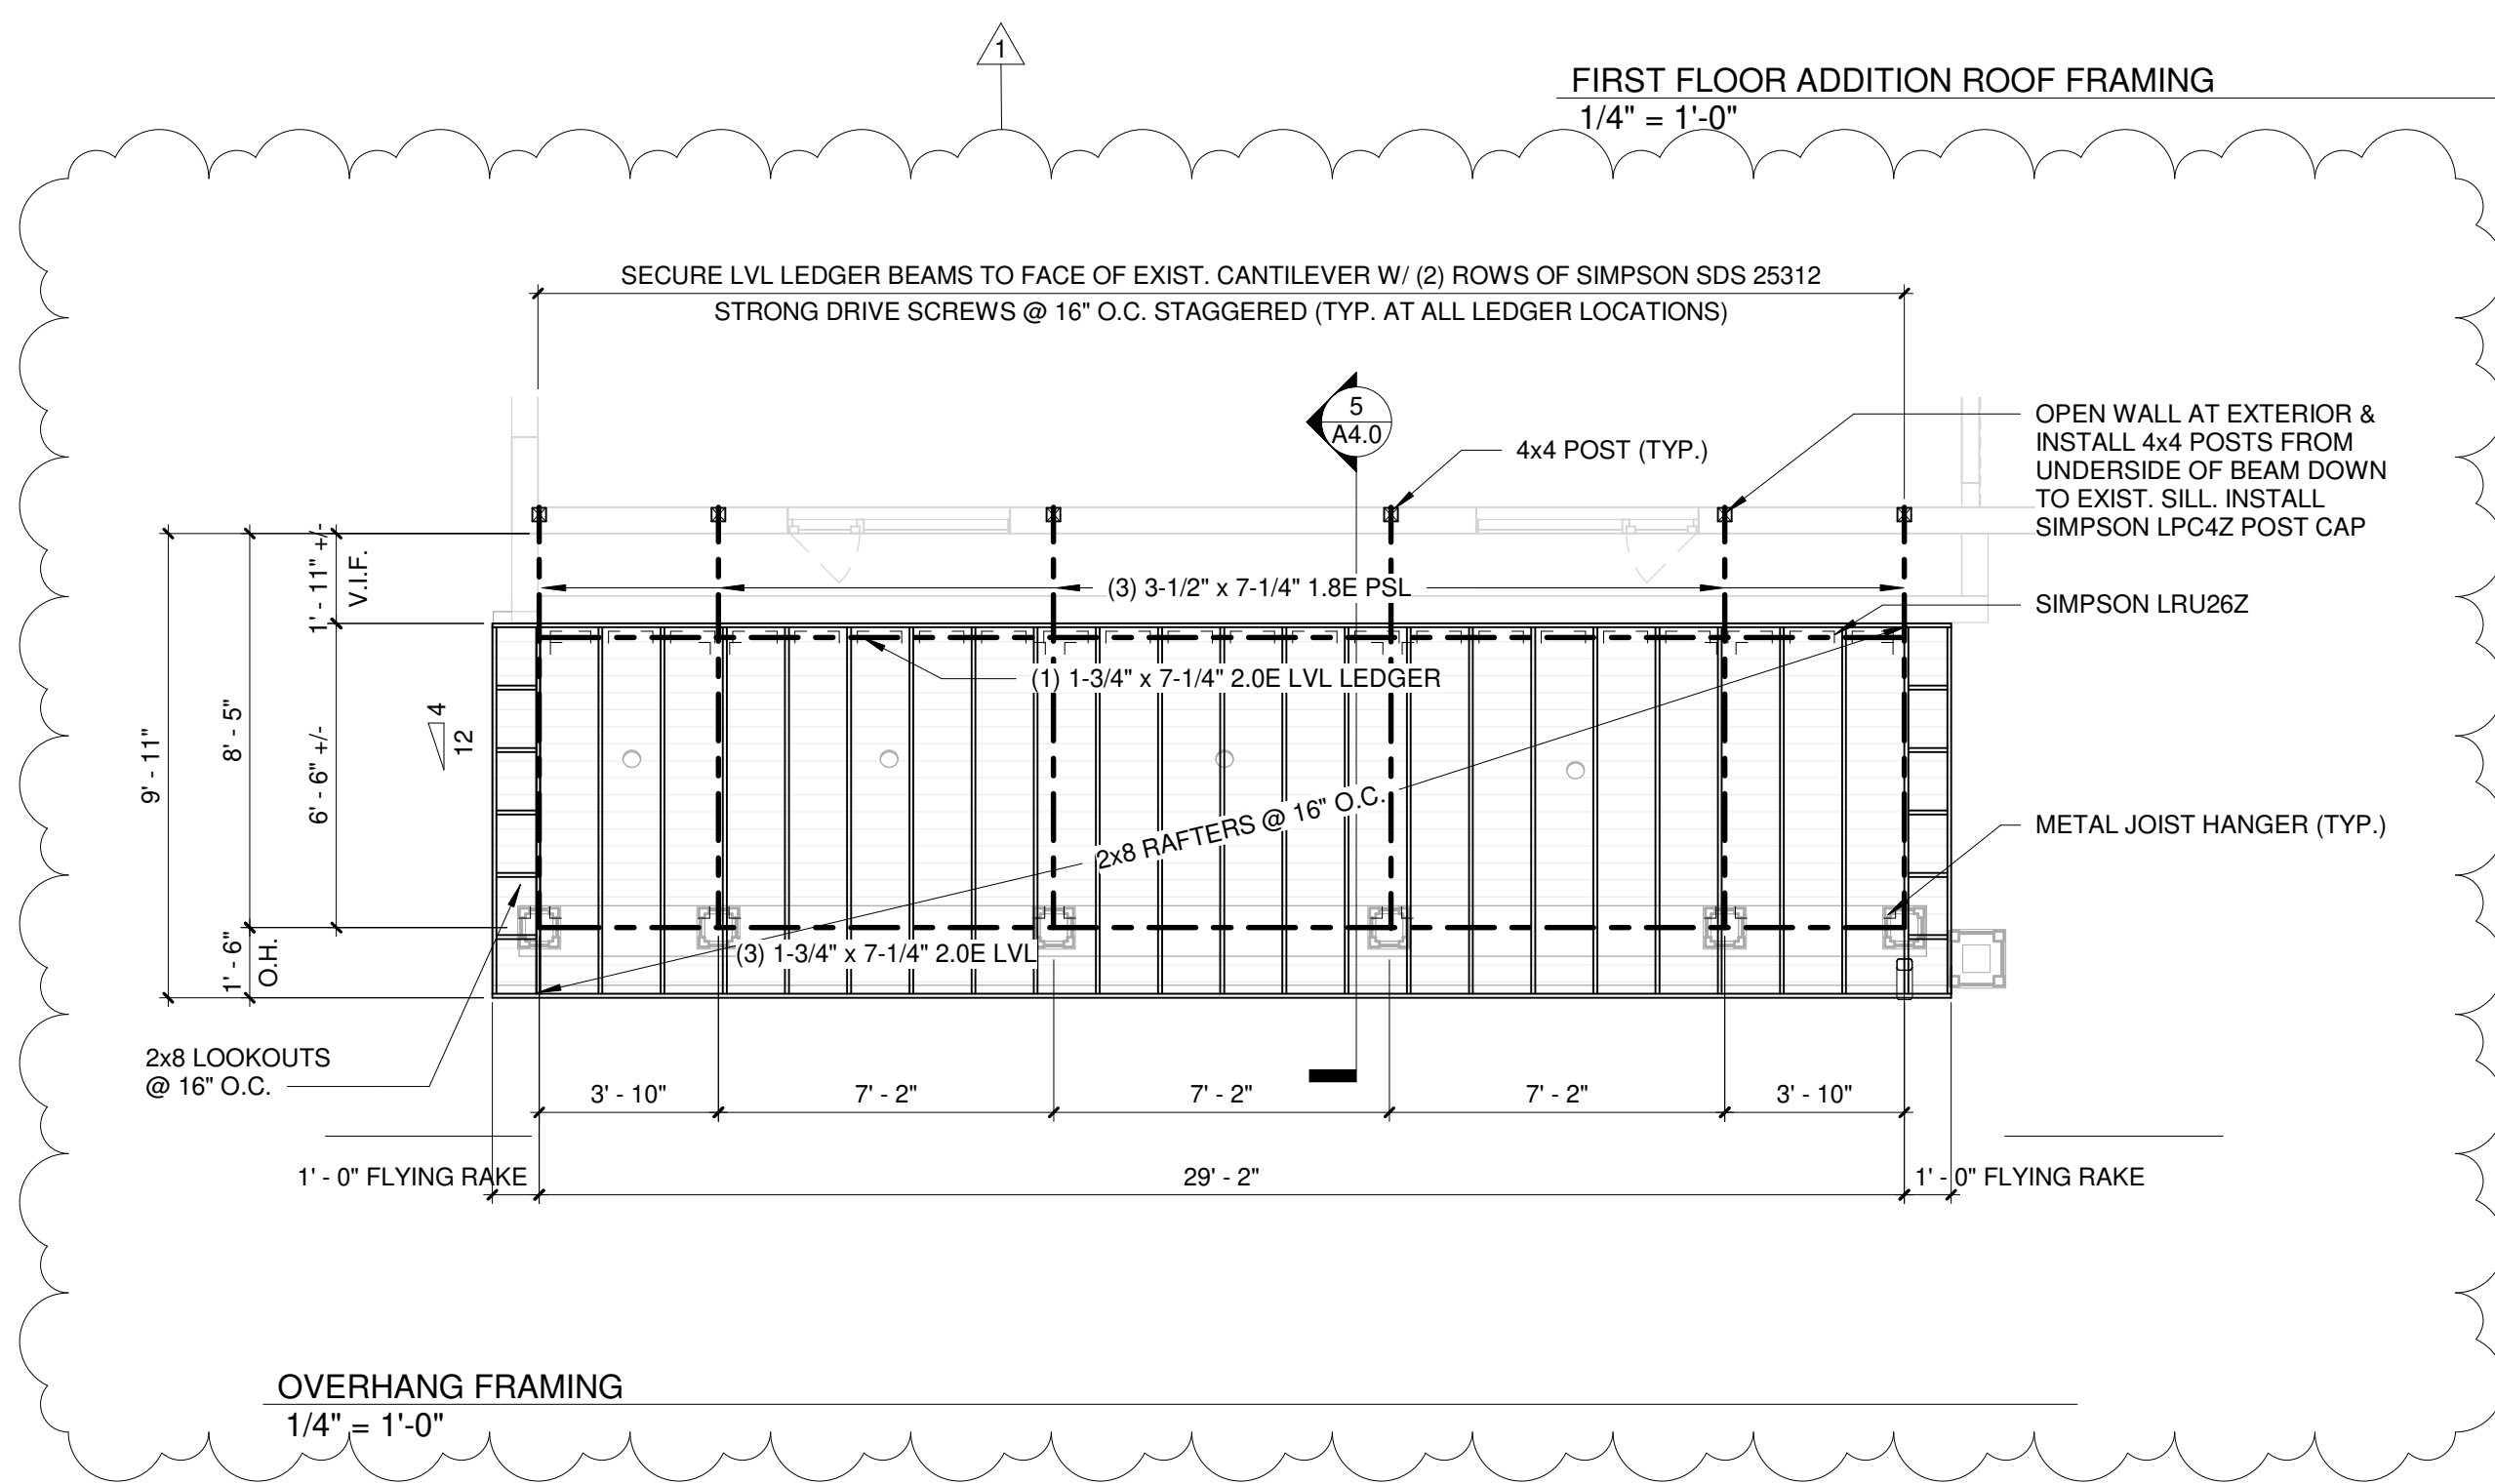 1
FIRST FLOOR ADDITION ROOF FRAMING
1/4" = 1'-0"
SECURE LVL LEDGER BEAMS TO FACE OF EXIST. CANTILEVER W/ (2) ROWS OF SIMPSON SDS 25312
STRONG DRIVE SCREWS @ 16" O.C. STAGGERED (TYP. AT ALL LEDGER LOCATIONS)
5
A4.0
4x4 POST (TYP.)
OPEN WALL AT EXTERIOR &
INSTALL 4x4 POSTS FROM
UNDERSIDE OF BEAM DOWN
TO EXIST. SILL. INSTALL
SIMPSON LPC4Z POST CAP
1' - 11" +/-
V.I.F.
(3) 3-1/2" x 7-1/4" 1.8E PSL
SIMPSON LRU26Z
(1) 1-3/4" x 7-1/4" 2.0E LVL LEDGER
9' - 11"
8' - 5"
6' - 6" +/-
4
12
2x8 RAFTERS @ 16" O.C.
METAL JOIST HANGER (TYP.)
1' - 6"
O.H.
(3) 1-3/4" x 7-1/4" 2.0E LVL
2x8 LOOKOUTS
@ 16" O.C.
3' - 10"
7' - 2"
7' - 2"
7' - 2"
3' - 10"
1' - 0" FLYING RAKE
29' - 2"
1' - 0" FLYING RAKE
OVERHANG FRAMING
1/4" = 1'-0"